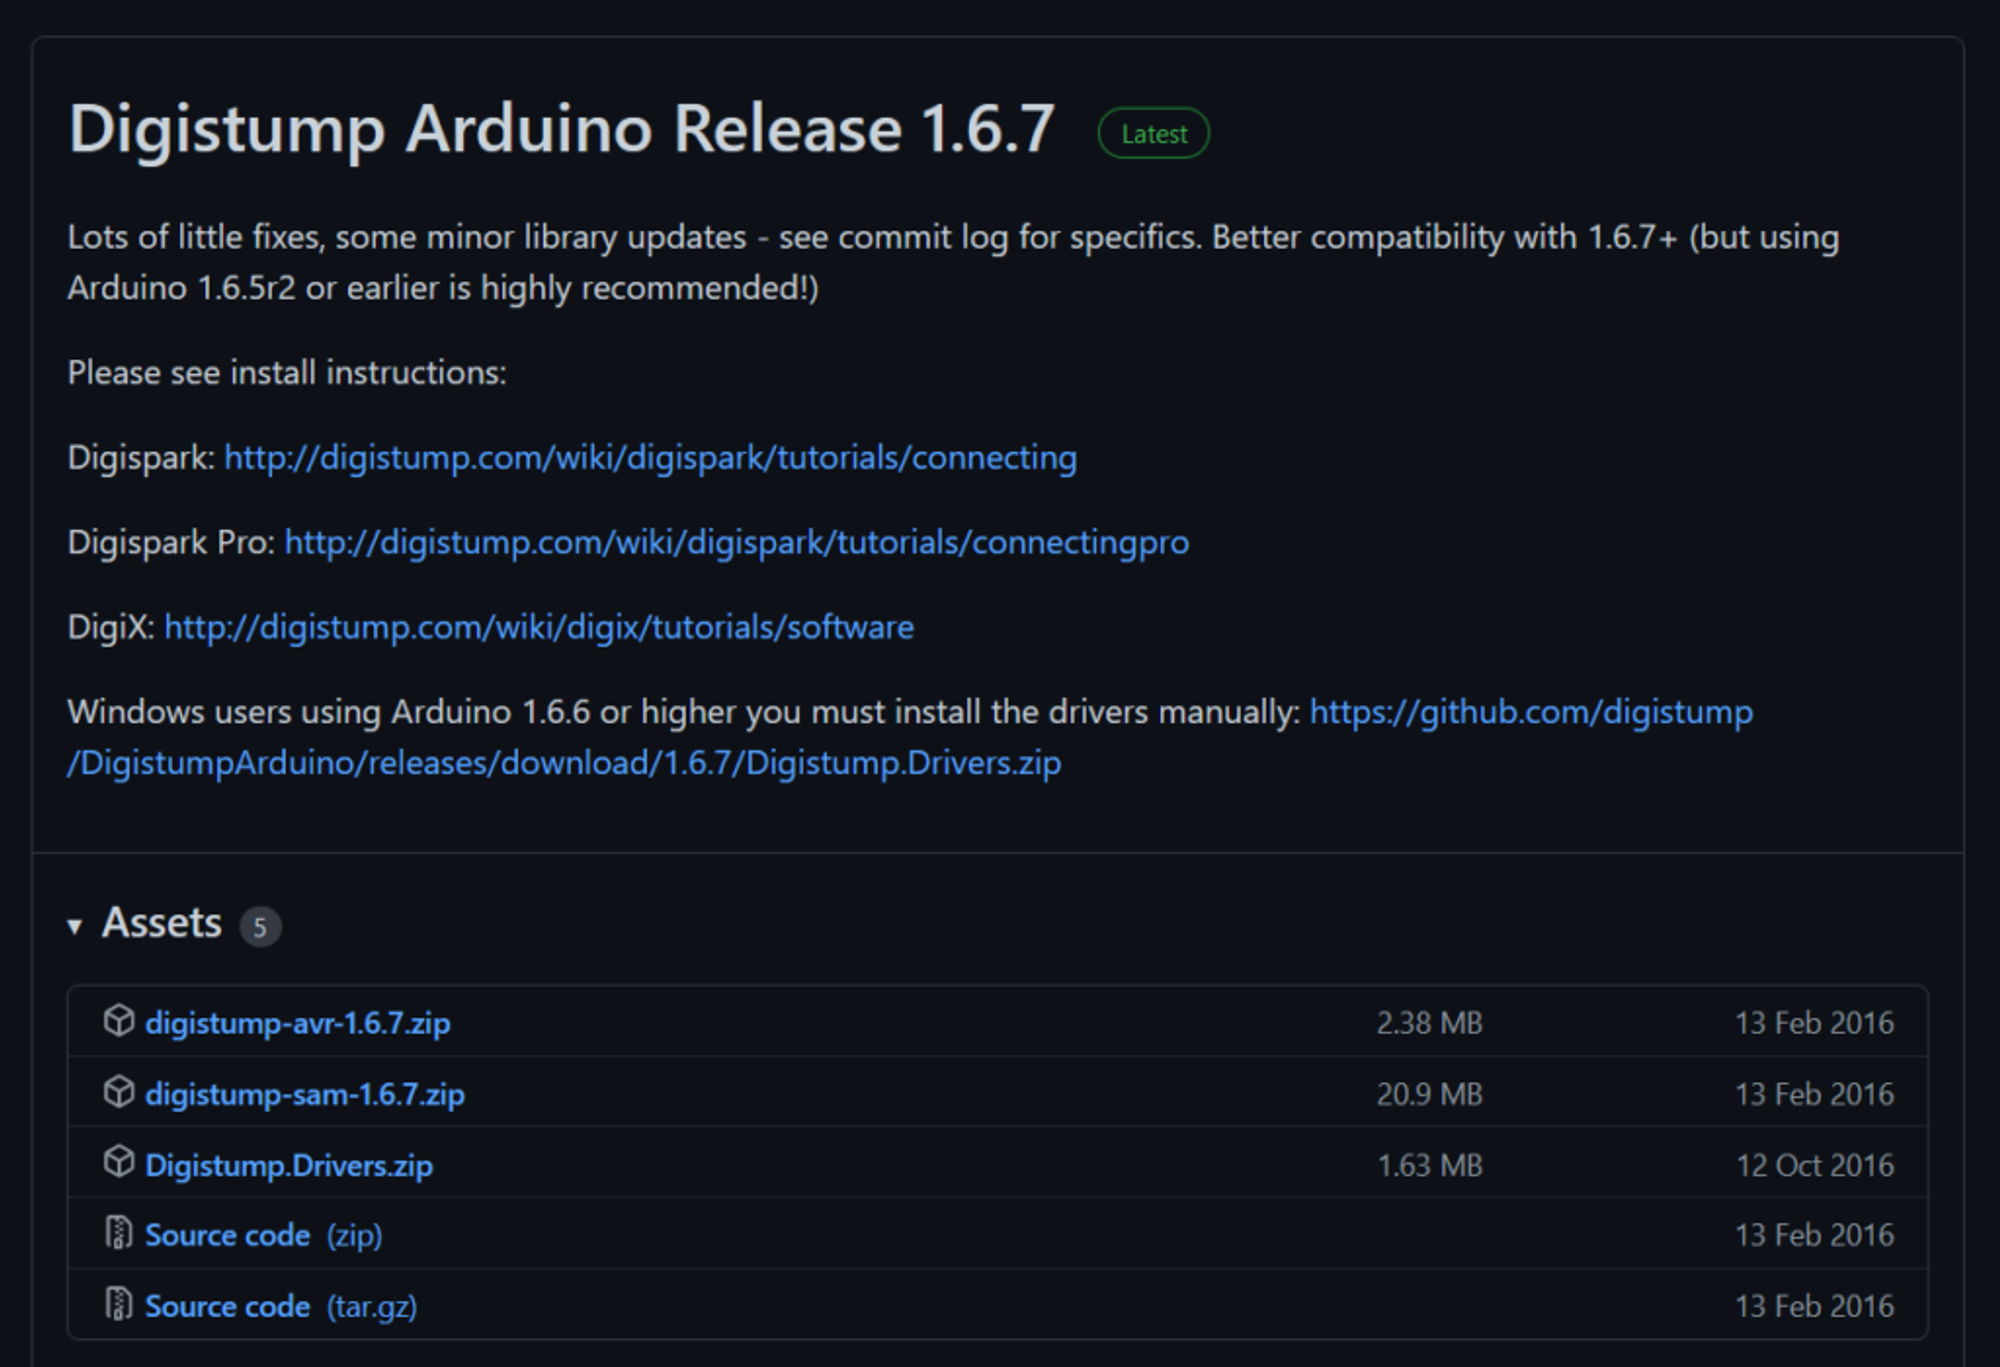 Digistump Arduino Release 1.6.7 Latest
Lots of little fixes, some minor library updates - see commit log for specifics. Better compatibility with 1.6.7+ (but using
Arduino 1.6.5r2 or earlier is highly recommended!)
Please see install instructions:
Digispark: http://digistump.com/wiki/digispark/tutorials/connecting
Digispark Pro: http://digistump.com/wiki/digispark/tutorials/connectingpro
DigiX: http://digistump.com/wiki/digix/tutorials/software
Windows users using Arduino 1.6.6 or higher you must install the drivers manually: https://github.com/digistump
/DigistumpArduino/releases/download/1.6.7/Digistump.Drivers.zip
Assets 5
digistump-avr-1.6.7.zip 2.38 MB 13 Feb 2016
digistump-sam-1.6.7.zip 20.9 MB 13 Feb 2016
Digistump.Drivers.zip 1.63 MB 12 Oct 2016
Source code (zip) 13 Feb 2016
Source code (tar.gz) 13 Feb 2016